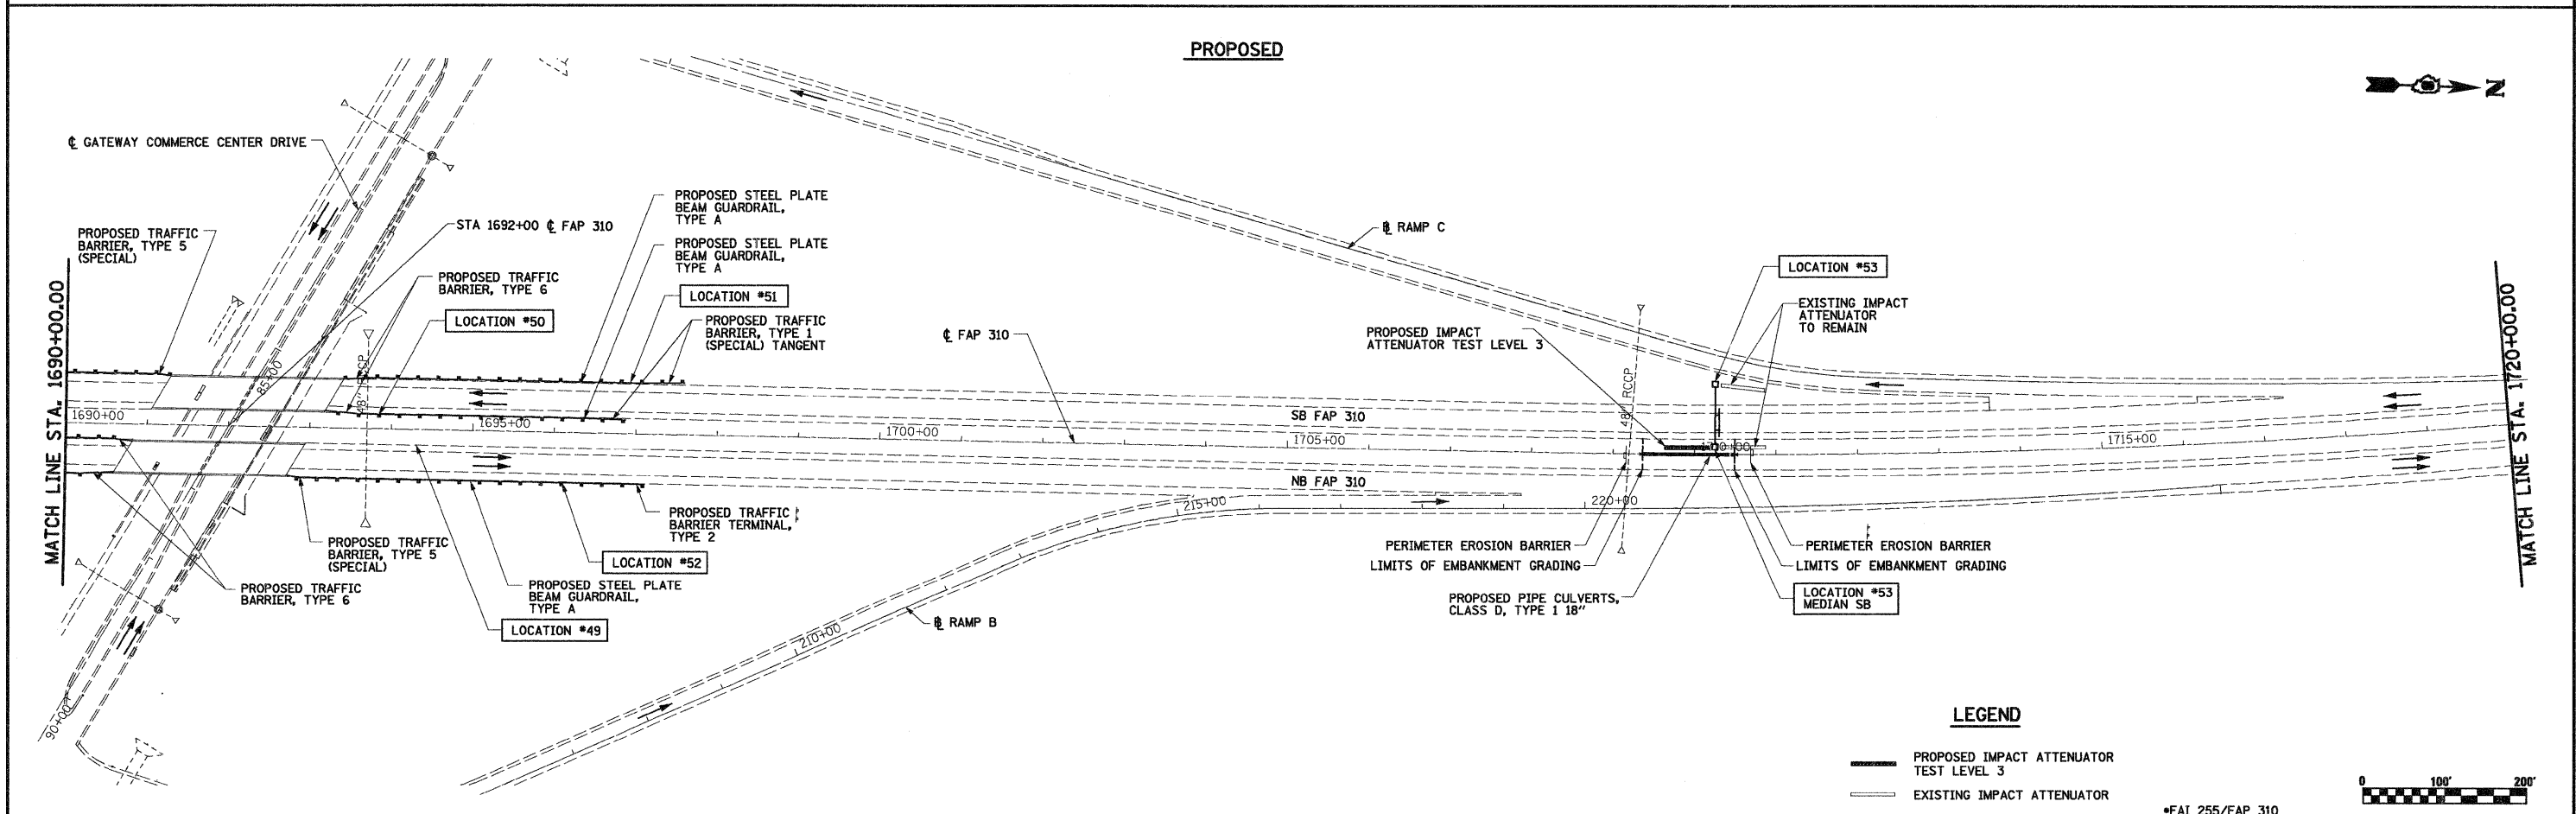 PROPOSED
N
℄ GATEWAY COMMERCE CENTER DRIVE
PROPOSED TRAFFIC
BARRIER, TYPE 5
(SPECIAL)
STA 1692+00 ℄ FAP 310
PROPOSED TRAFFIC
BARRIER, TYPE 6
LOCATION #50
PROPOSED STEEL PLATE
BEAM GUARDRAIL,
TYPE A
PROPOSED STEEL PLATE
BEAM GUARDRAIL,
TYPE A
LOCATION #51
PROPOSED TRAFFIC
BARRIER, TYPE 1
(SPECIAL) TANGENT
℄ FAP 310
RAMP C
PROPOSED IMPACT
ATTENUATOR TEST LEVEL 3
LOCATION #53
EXISTING IMPACT
ATTENUATOR
TO REMAIN
MATCH LINE STA. 1690+00.00
MATCH LINE STA. 1720+00.00
85+00
48" RCCP
48" RCCP
1690+00
1695+00
1700+00
1705+00
1710+00
1715+00
SB FAP 310
NB FAP 310
215+00
220+00
210+00
90+00
PROPOSED TRAFFIC
BARRIER, TYPE 5
(SPECIAL)
PROPOSED TRAFFIC
BARRIER, TYPE 6
PROPOSED TRAFFIC
BARRIER TERMINAL,
TYPE 2
LOCATION #52
PROPOSED STEEL PLATE
BEAM GUARDRAIL,
TYPE A
LOCATION #49
RAMP B
PERIMETER EROSION BARRIER
LIMITS OF EMBANKMENT GRADING
PROPOSED PIPE CULVERTS,
CLASS D, TYPE 1 18"
PERIMETER EROSION BARRIER
LIMITS OF EMBANKMENT GRADING
LOCATION #53
MEDIAN SB
LEGEND
PROPOSED IMPACT ATTENUATOR
TEST LEVEL 3
EXISTING IMPACT ATTENUATOR
0 100' 200'
*FAI 255/FAP 310